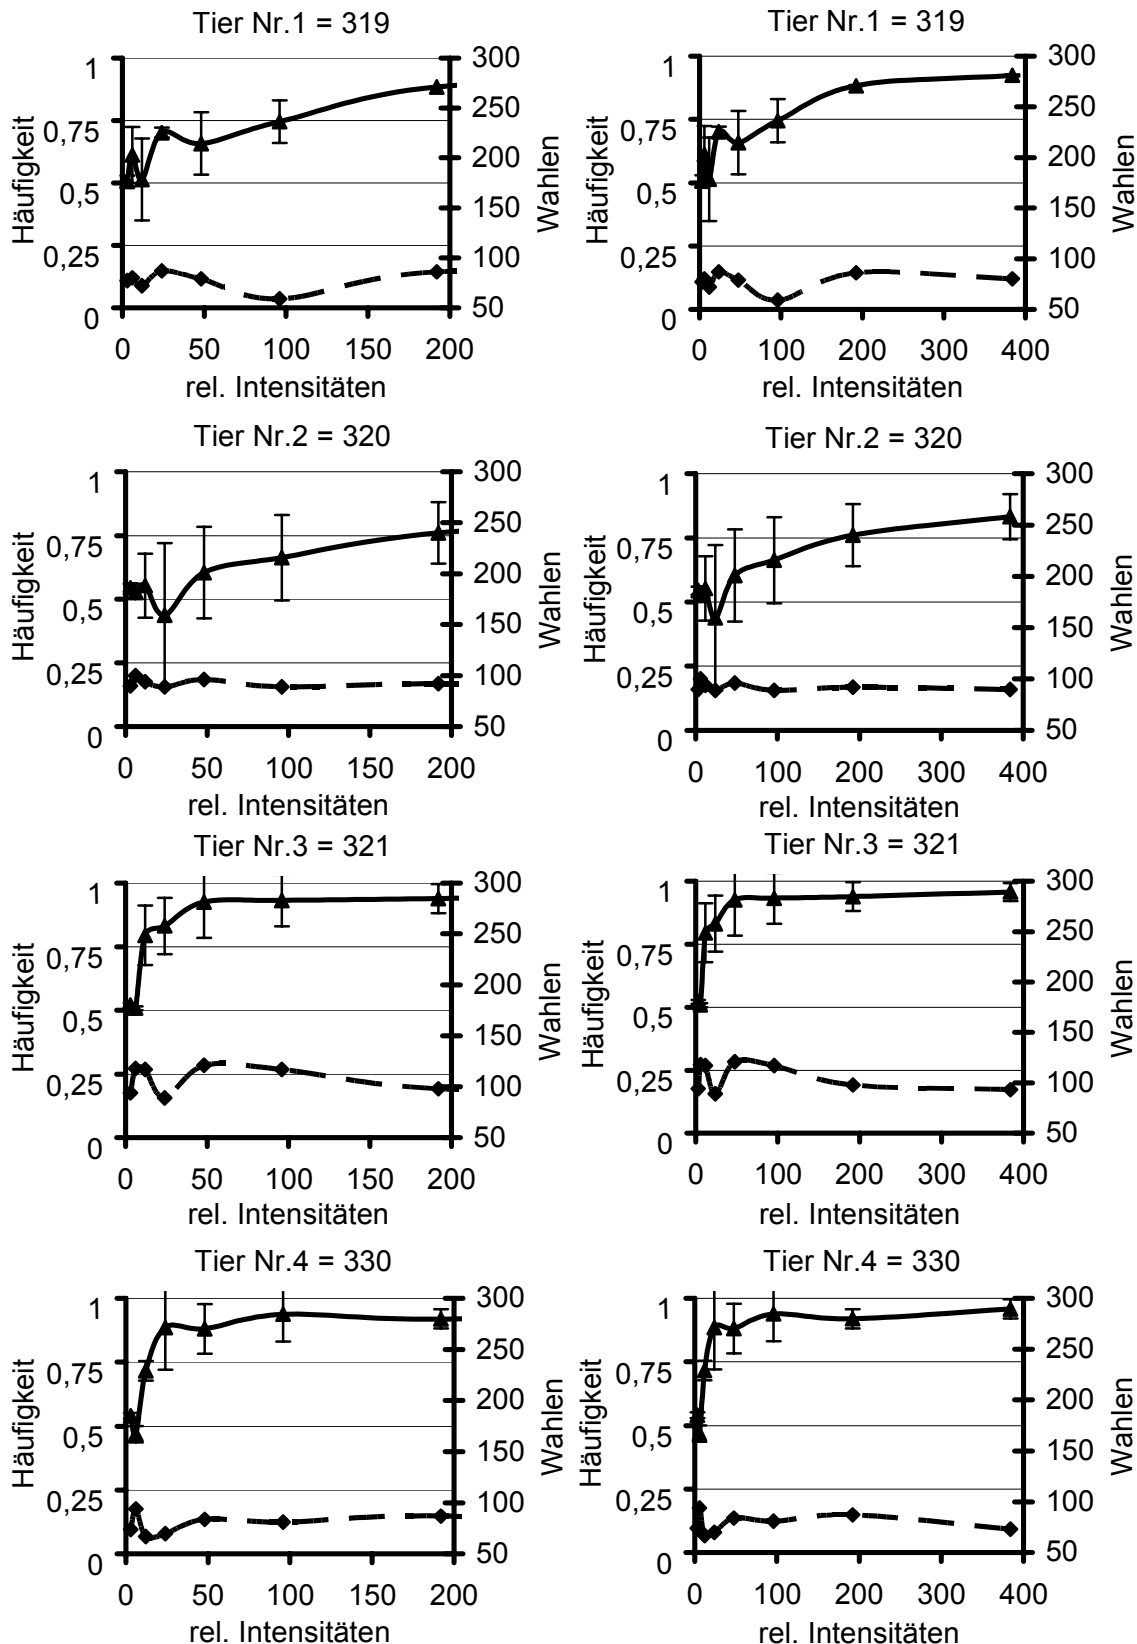 Tier Nr.1 = 319
Häufigkeit
1
0,75
0,5
0,25
0
300
250
200
150
100
50
Wahlen
0 50 100 150 200
rel. Intensitäten
Tier Nr.1 = 319
Häufigkeit
1
0,75
0,5
0,25
0
300
250
200
150
100
50
Wahlen
0 100 200 300 400
rel. Intensitäten
Tier Nr.2 = 320
Häufigkeit
1
0,75
0,5
0,25
0
300
250
200
150
100
50
Wahlen
0 50 100 150 200
rel. Intensitäten
Tier Nr.2 = 320
Häufigkeit
1
0,75
0,5
0,25
0
300
250
200
150
100
50
Wahlen
0 100 200 300 400
rel. Intensitäten
Tier Nr.3 = 321
Häufigkeit
1
0,75
0,5
0,25
0
300
250
200
150
100
50
Wahlen
0 50 100 150 200
rel. Intensitäten
Tier Nr.3 = 321
Häufigkeit
1
0,75
0,5
0,25
0
300
250
200
150
100
50
Wahlen
0 100 200 300 400
rel. Intensitäten
Tier Nr.4 = 330
Häufigkeit
1
0,75
0,5
0,25
0
300
250
200
150
100
50
Wahlen
0 50 100 150 200
rel. Intensitäten
Tier Nr.4 = 330
Häufigkeit
1
0,75
0,5
0,25
0
300
250
200
150
100
50
Wahlen
0 100 200 300 400
rel. Intensitäten